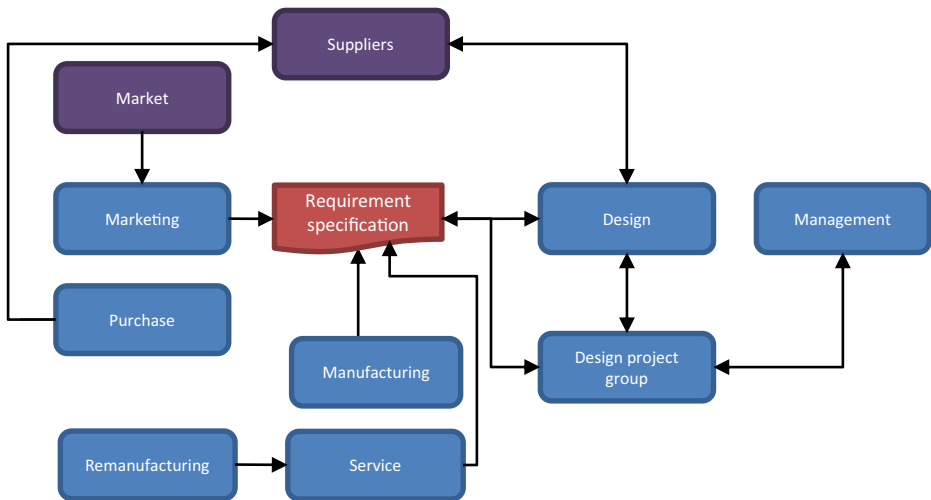 Suppliers
Market
Marketing
Requirement
specification
Design
Management
Purchase
Manufacturing
Design project
group
Remanufacturing
Service